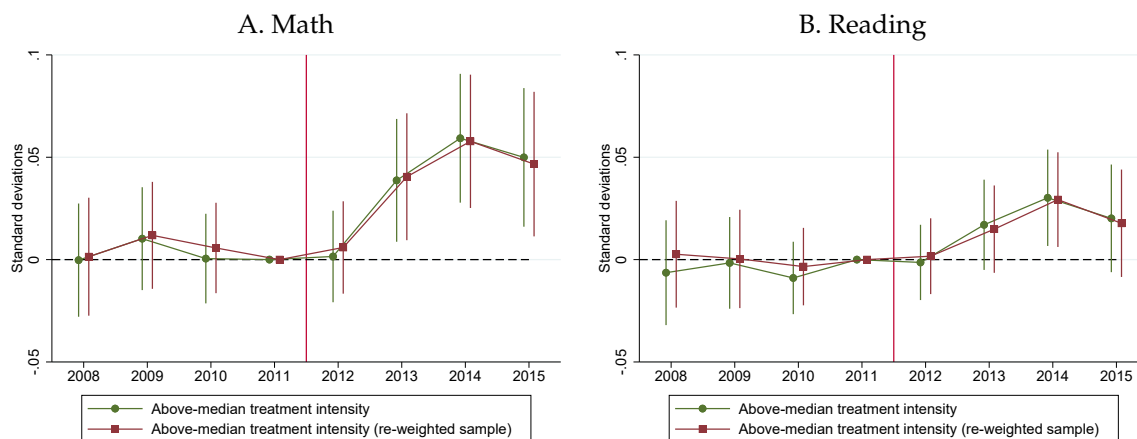 A. Math
Standard deviations
.1
.05
0
-.05
2008 2009 2010 2011 2012 2013 2014 2015
Above-median treatment intensity
Above-median treatment intensity (re-weighted sample)
B. Reading
Standard deviations
.1
.05
0
-.05
2008 2009 2010 2011 2012 2013 2014 2015
Above-median treatment intensity
Above-median treatment intensity (re-weighted sample)